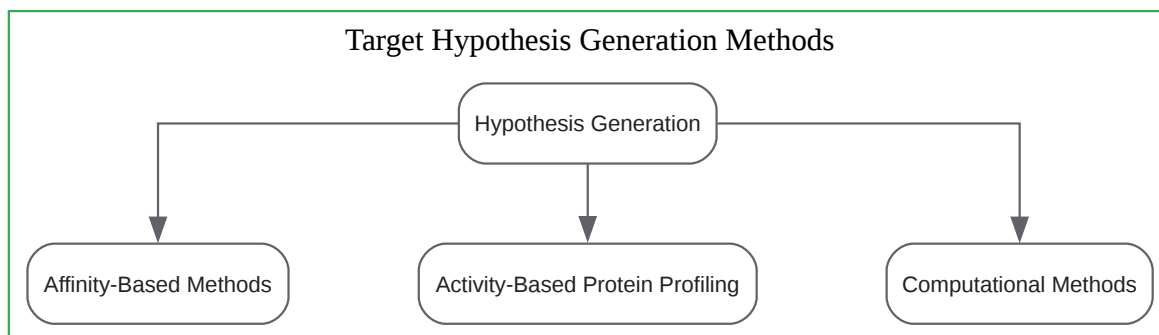 Target Hypothesis Generation Methods
Hypothesis Generation
Affinity-Based Methods
Activity-Based Protein Profiling
Computational Methods